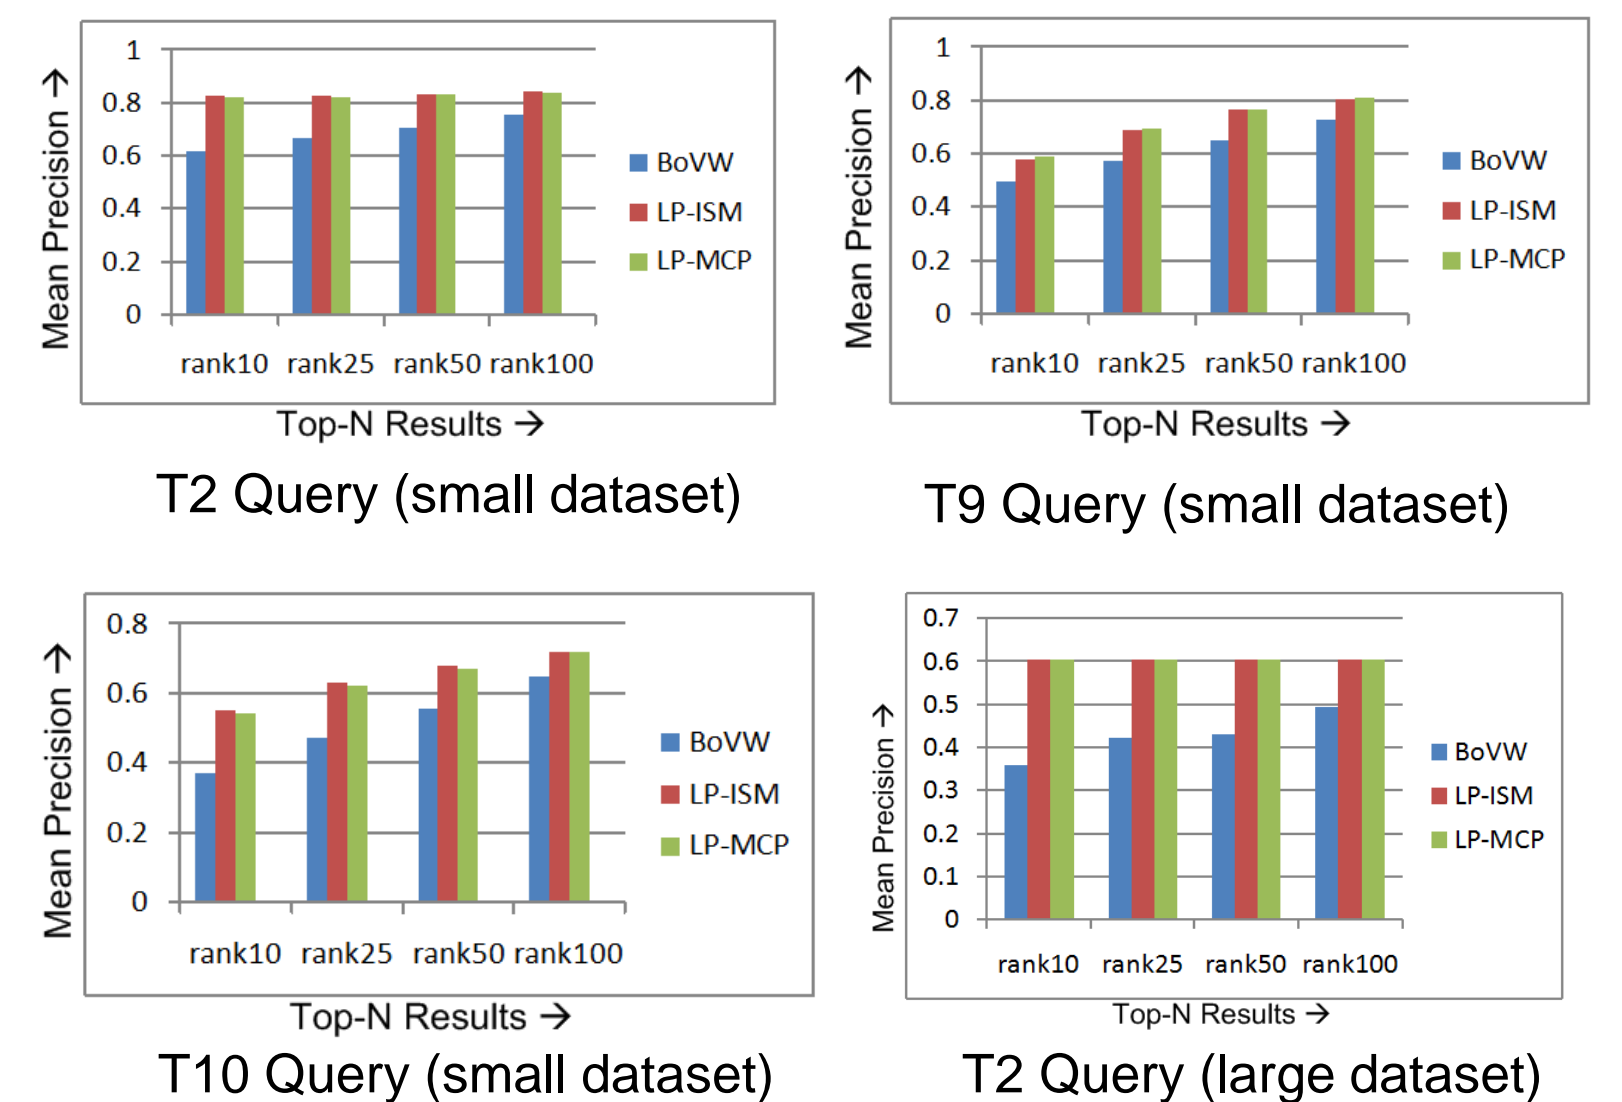 1
0.8
0.6
0.4
0.2
0
Mean Precision →
rank10 rank25 rank50 rank100
BoVW
LP-ISM
LP-MCP
Top-N Results →
T2 Query (small dataset)
1
0.8
0.6
0.4
0.2
0
Mean Precision →
rank10 rank25 rank50 rank100
BoVW
LP-ISM
LP-MCP
Top-N Results →
T9 Query (small dataset)
0.8
0.6
0.4
0.2
0
Mean Precision →
rank10 rank25 rank50 rank100
BoVW
LP-ISM
LP-MCP
Top-N Results →
T10 Query (small dataset)
0.7
0.6
0.5
0.4
0.3
0.2
0.1
0
Mean Precision →
rank10 rank25 rank50 rank100
BoVW
LP-ISM
LP-MCP
Top-N Results →
T2 Query (large dataset)